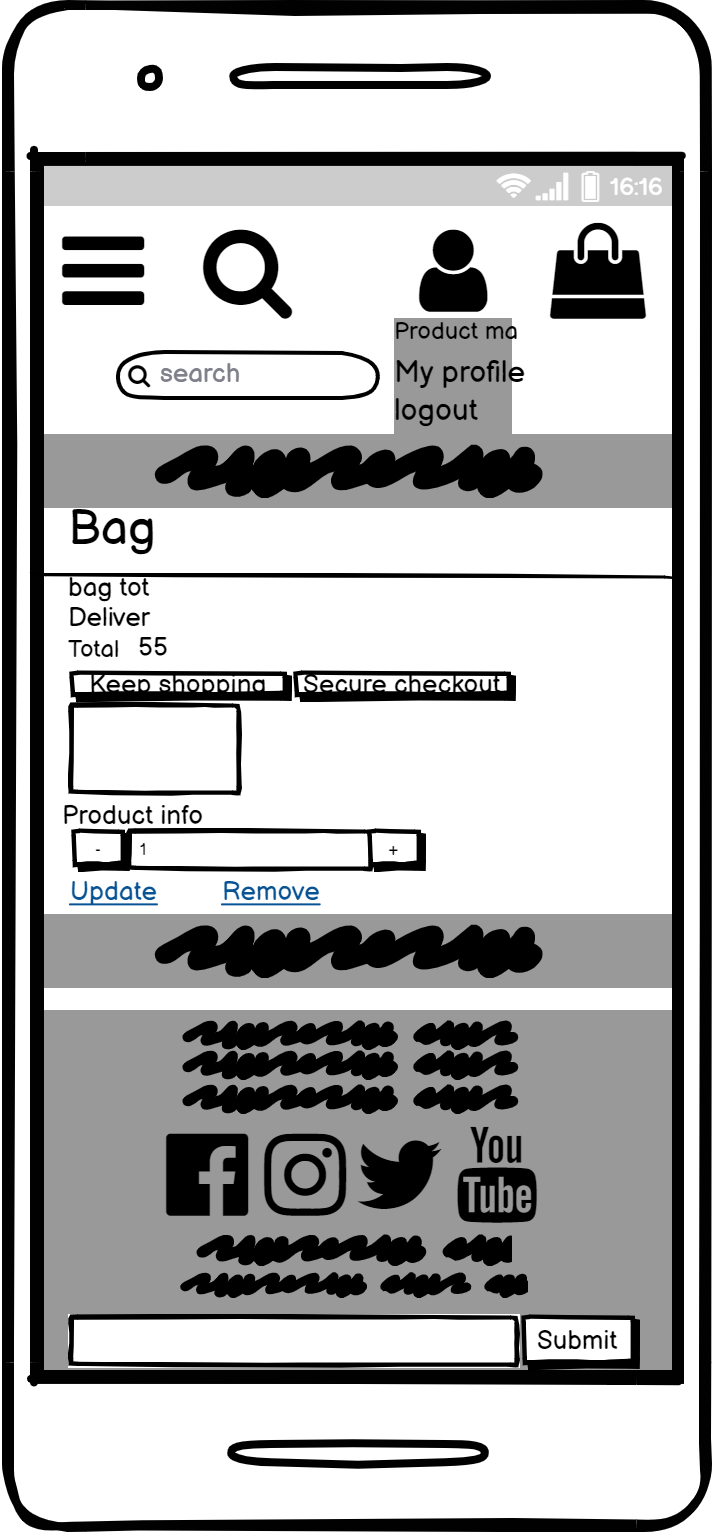 16:16
Product ma
search
My profile
logout
Bag
bag tot
Deliver
Total 55
Keep shopping Secure checkout
Product info
- 1 +
Update Remove
You
Tube
Submit